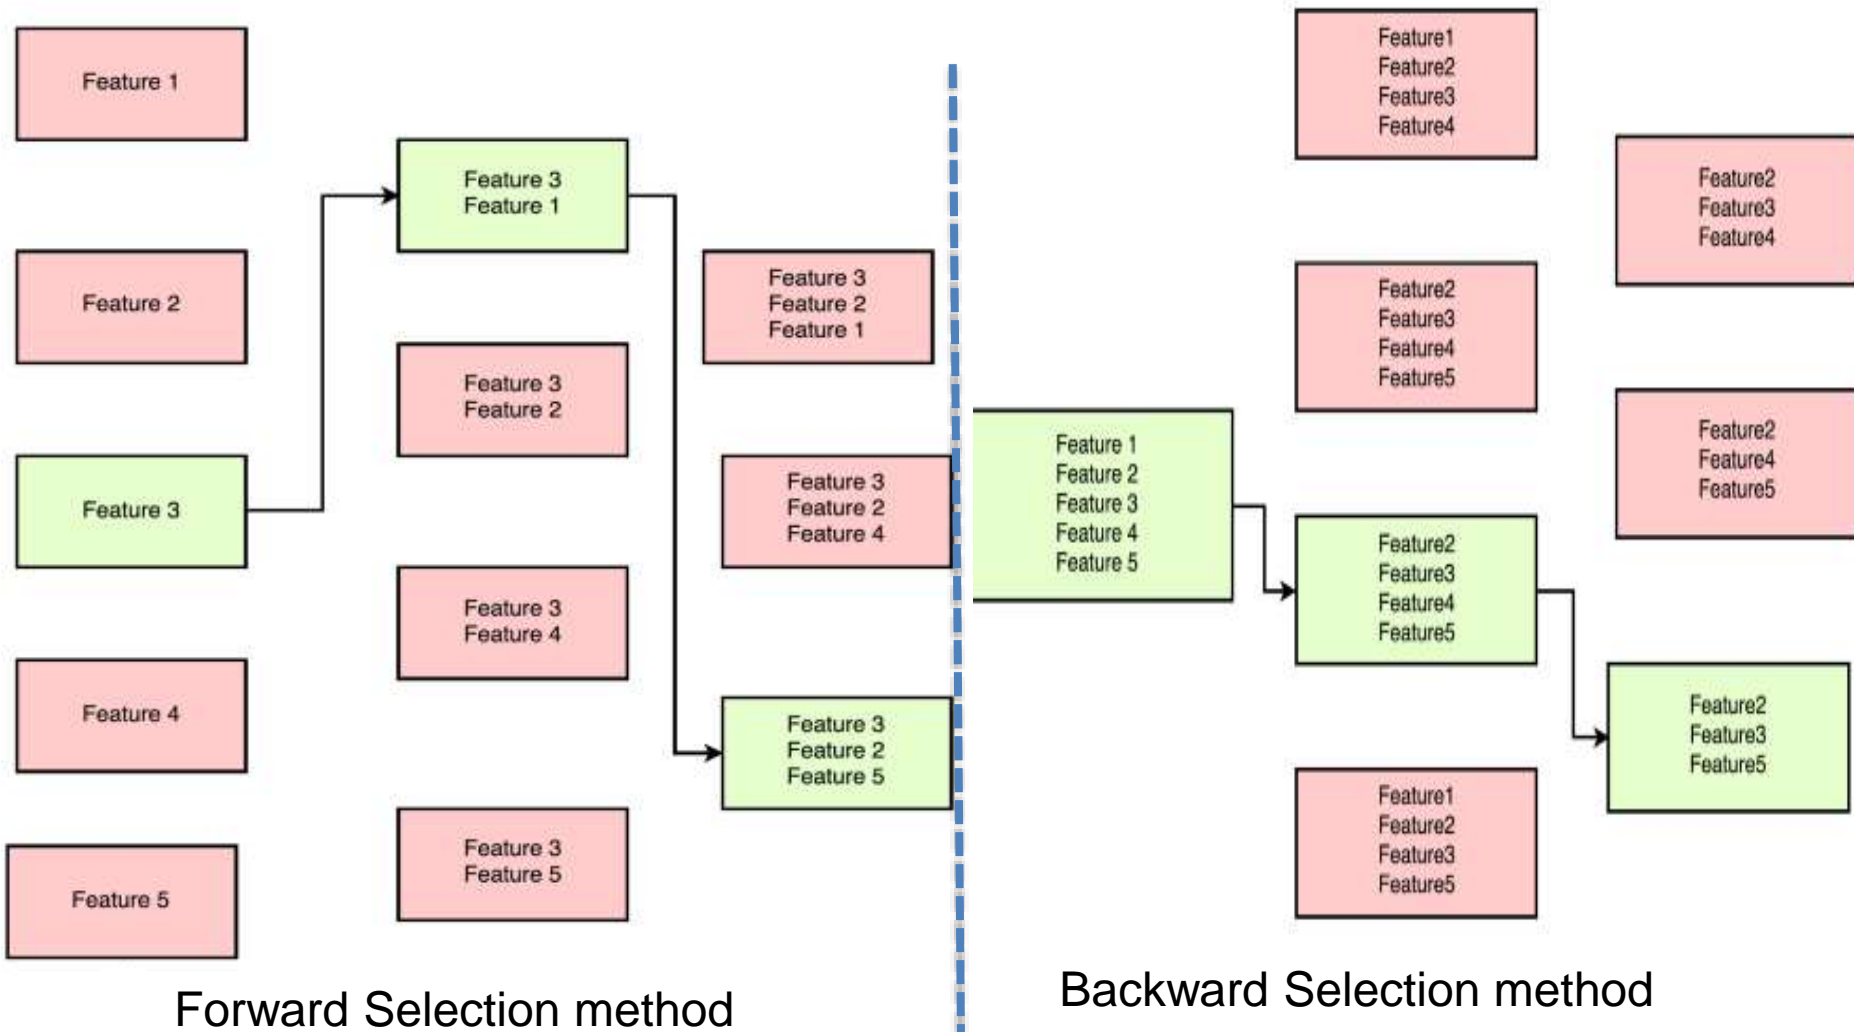 Feature 1
Feature 2
Feature 3
Feature 4
Feature 5
Feature 3
Feature 1
Feature 3
Feature 2
Feature 3
Feature 4
Feature 3
Feature 5
Feature 3
Feature 2
Feature 1
Feature 3
Feature 2
Feature 4
Feature 3
Feature 2
Feature 5
Forward Selection method
Feature 1
Feature 2
Feature 3
Feature 4
Feature 5
Feature1
Feature2
Feature3
Feature4
Feature2
Feature3
Feature4
Feature5
Feature2
Feature3
Feature4
Feature5
Feature1
Feature2
Feature3
Feature5
Feature2
Feature3
Feature4
Feature2
Feature4
Feature5
Feature2
Feature3
Feature5
Backward Selection method